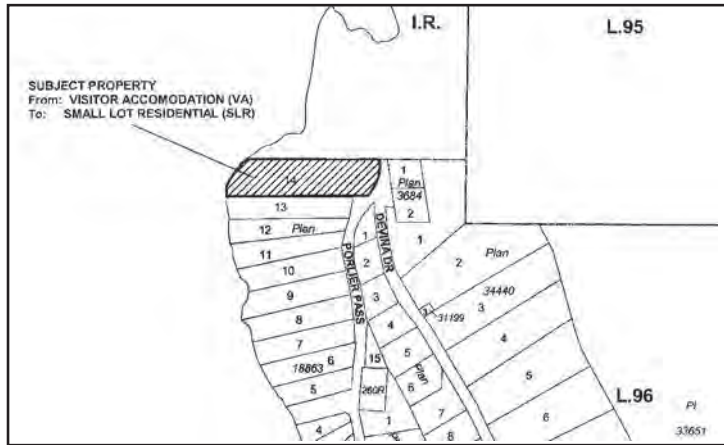 I.R.
L.95
SUBJECT PROPERTY
From: VISITOR ACCOMODATION (VA)
To: SMALL LOT RESIDENTIAL (SLR)
14
1
Plan
3684
2
13
12
Plan
11
10
9
8
7
6
18863
5
4
PORLIER PASS
DEVINA DR
1
2
3
4
5
6
Plan
7
8
15
260R
1
1
2
Plan
34440
3
3
31199
4
5
6
L.96
Pl
33651